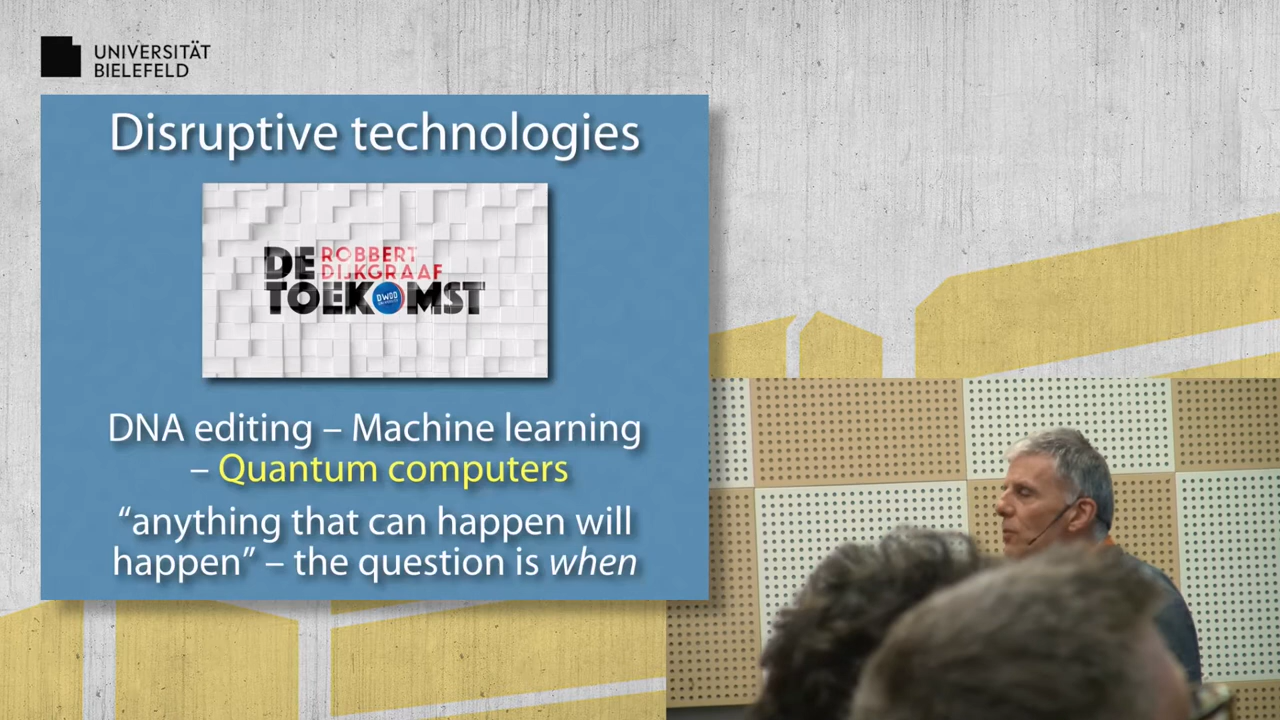 UNIVERSITÄT
BIELEFELD
Disruptive technologies
DE ROBBERT
DIJKGRAAF
TOEKOMST
DWDD
DNA editing – Machine learning
– Quantum computers
“anything that can happen will
happen” – the question is when